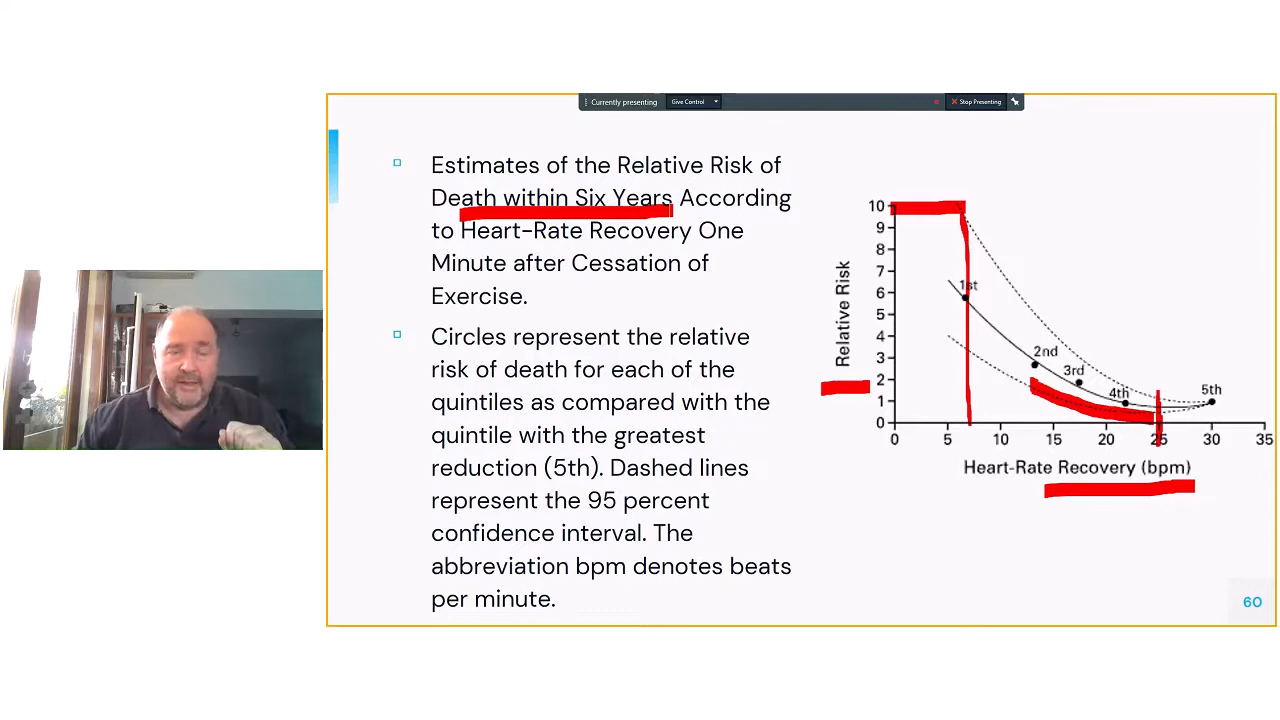 Currently presenting
Give Control
Stop Presenting
Estimates of the Relative Risk of
Death within Six Years According
to Heart-Rate Recovery One
Minute after Cessation of
Exercise.
Circles represent the relative
risk of death for each of the
quintiles as compared with the
quintile with the greatest
reduction (5th). Dashed lines
represent the 95 percent
confidence interval. The
abbreviation bpm denotes beats
per minute.
Relative Risk
10
9
8
7
6
5
4
3
2
1
0
1st
2nd
3rd
4th
5th
0 5 10 15 20 25 30 35
Heart-Rate Recovery (bpm)
60